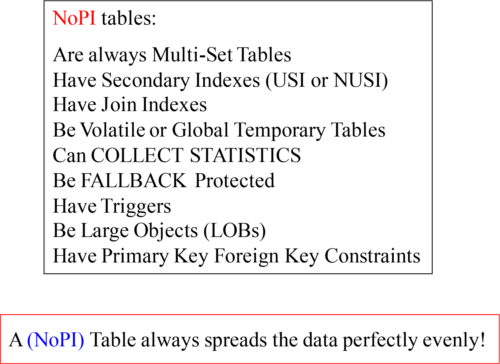 NoPI tables:
Are always Multi-Set Tables
Have Secondary Indexes (USI or NUSI)
Have Join Indexes
Be Volatile or Global Temporary Tables
Can COLLECT STATISTICS
Be FALLBACK Protected
Have Triggers
Be Large Objects (LOBs)
Have Primary Key Foreign Key Constraints
A (NoPI) Table always spreads the data perfectly evenly!